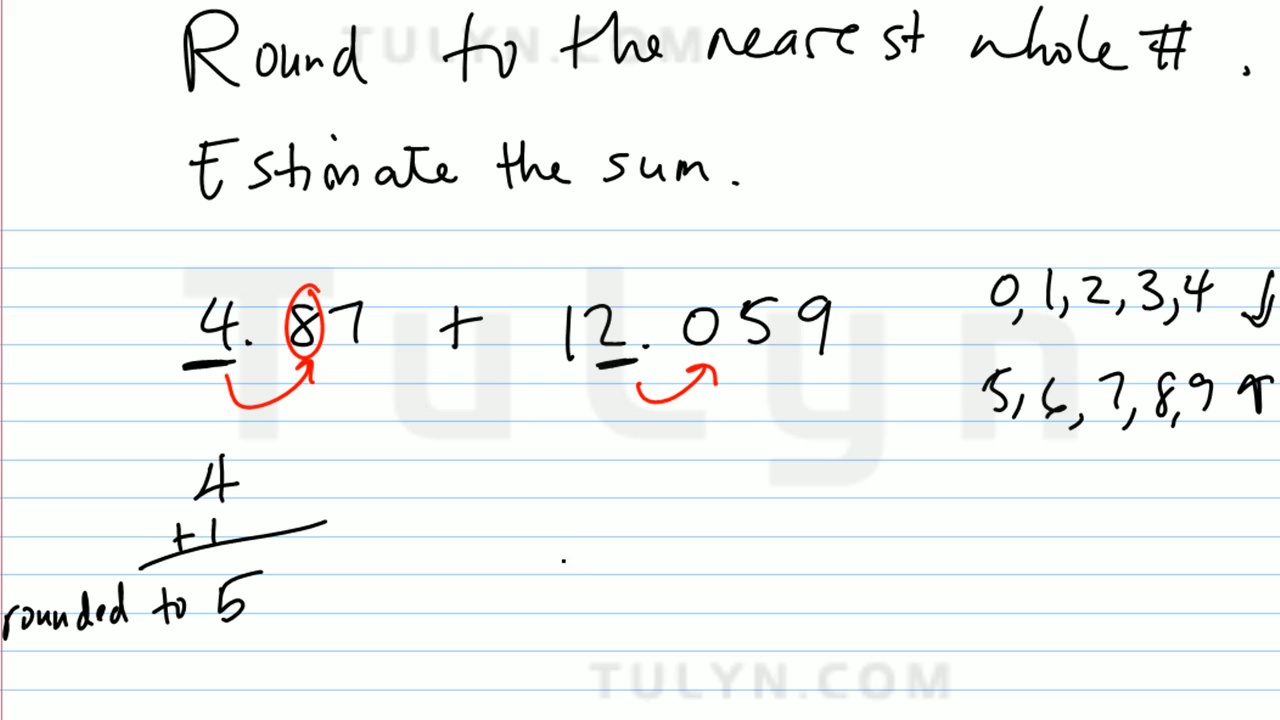 TULYN.COM
Round to the nearest whole #.
Estimate the sum.
4.87 + 12.059
0,1,2,3,4 ↓
5,6,7,8,9 ↑
Tulyn
4
+1
rounded to 5
TULYN.COM